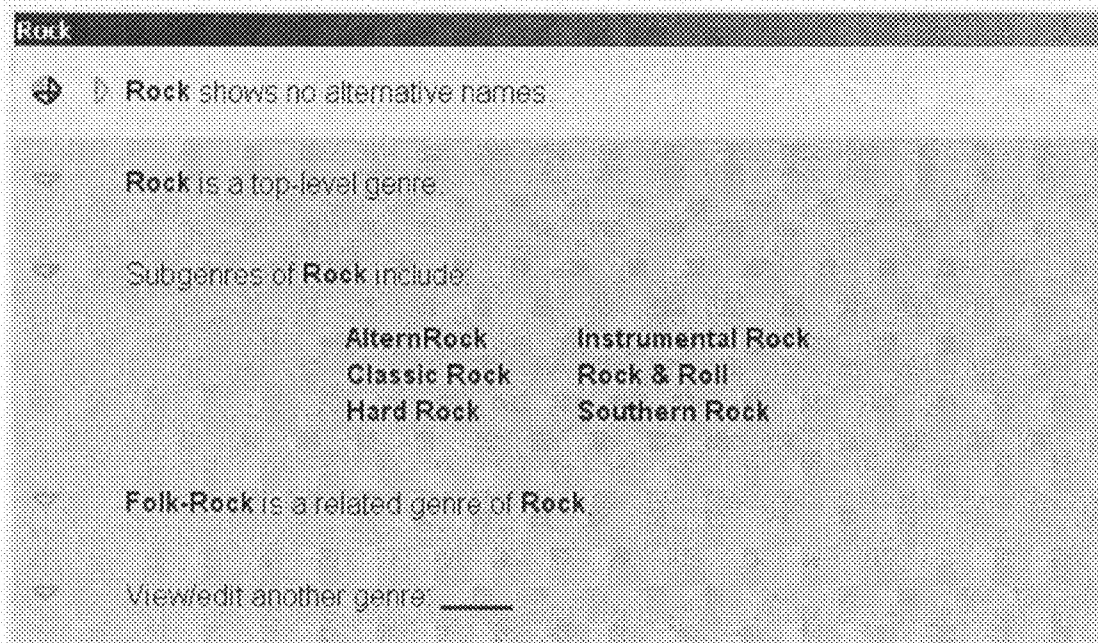 Rock
Rock shows no alternative names.
Rock is a top-level genre.
Subgenres of Rock include:
AlternRock Instrumental Rock
Classic Rock Rock & Roll
Hard Rock Southern Rock
Folk-Rock is a related genre of Rock.
View/edit another genre: